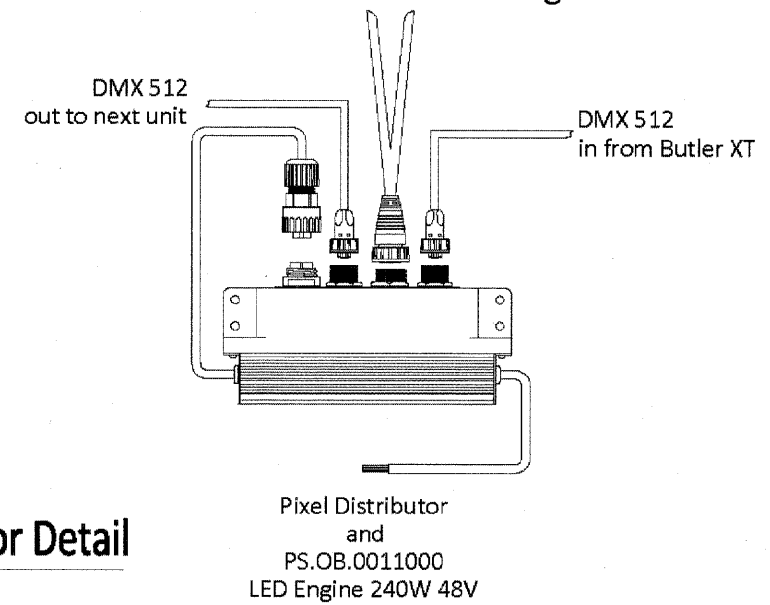 DMX 512
out to next unit
DMX 512
in from Butler XT
Pixel Distributor
and
PS.OB.0011000
LED Engine 240W 48V
Detail